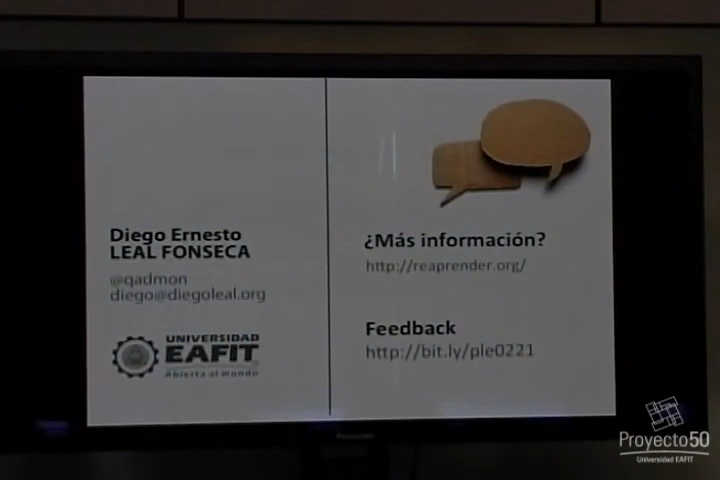 Diego Ernesto
LEAL FONSECA
@qadmon
diego@diegoleal.org
UNIVERSIDAD
EAFIT
Abierta al mundo
¿Más información?
http://reaprender.org/
Feedback
http://bit.ly/ple0221
Proyecto50
Universidad EAFIT